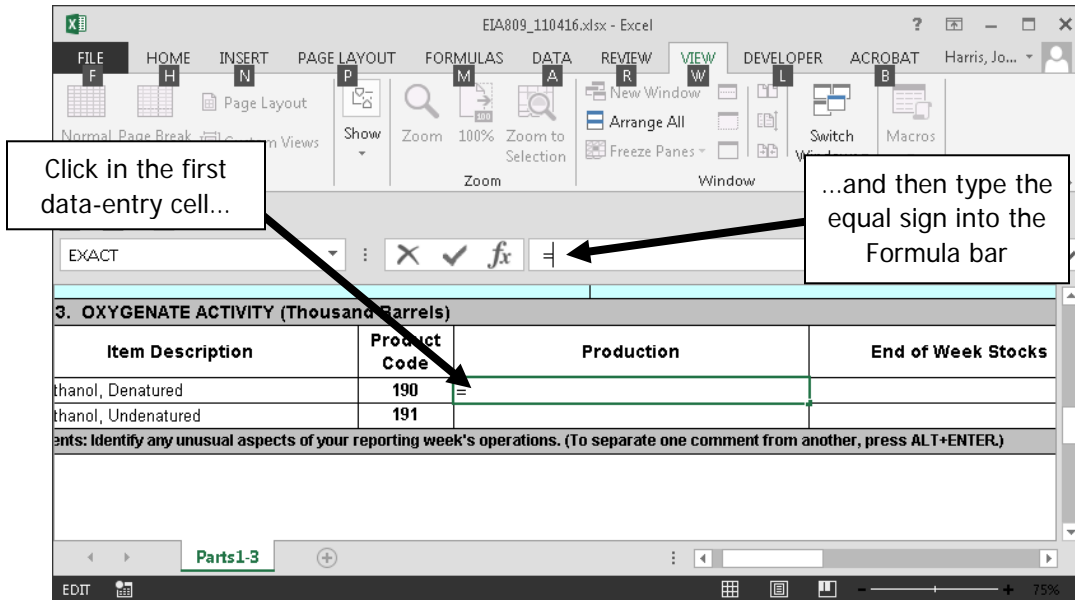 EIA809_110416.xlsx - Excel
FILE HOME INSERT PAGE LAYOUT FORMULAS DATA REVIEW VIEW DEVELOPER ACROBAT Harris, Jo...
F H N P M A R W L B
Page Layout
Normal Page Break
Views
Show
Zoom
100%
Zoom to
Selection
Zoom
New Window
Arrange All
Freeze Panes
Switch
Window
Macros
Click in the first
data-entry cell...
...and then type the
equal sign into the
Formula bar
EXACT
fx
=
3. OXYGENATE ACTIVITY (Thousand Barrels)
Item Description
Product
Code
Production
End of Week Stocks
thanol, Denatured 190 =
thanol, Undenatured 191
ents: Identify any unusual aspects of your reporting week's operations. (To separate one comment from another, press ALT+ENTER.)
Parts1-3
EDIT
75%